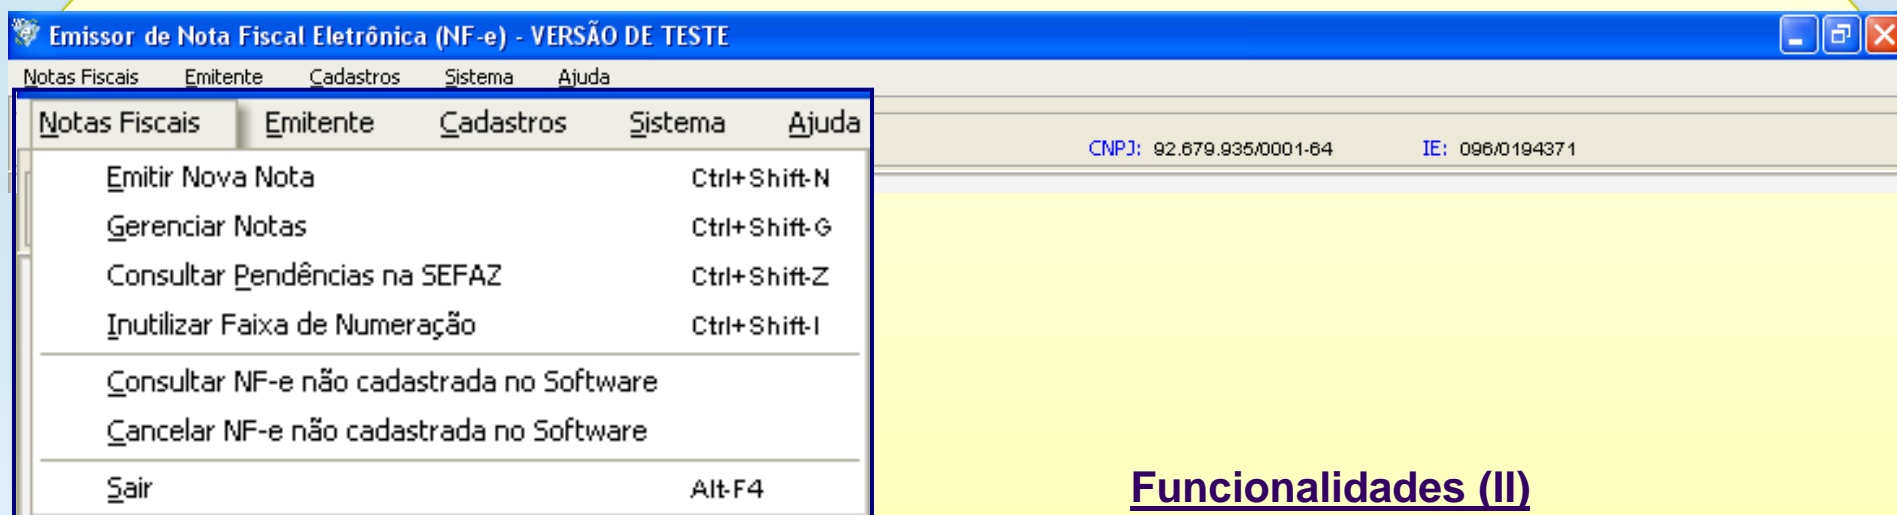 Emissor de Nota Fiscal Eletrônica (NF-e) - VERSÃO DE TESTE
Notas Fiscais Emitente Cadastros Sistema Ajuda
Notas Fiscais Emitente Cadastros Sistema Ajuda
CNPJ: 92.679.935/0001-64 IE: 096/0194371
Emitir Nova Nota Ctrl+Shift-N
Gerenciar Notas Ctrl+Shift-G
Consultar Pendências na SEFAZ Ctrl+Shift-Z
Inutilizar Faixa de Numeração Ctrl+Shift-I
Consultar NF-e não cadastrada no Software
Cancelar NF-e não cadastrada no Software
Sair Alt-F4
Funcionalidades (II)